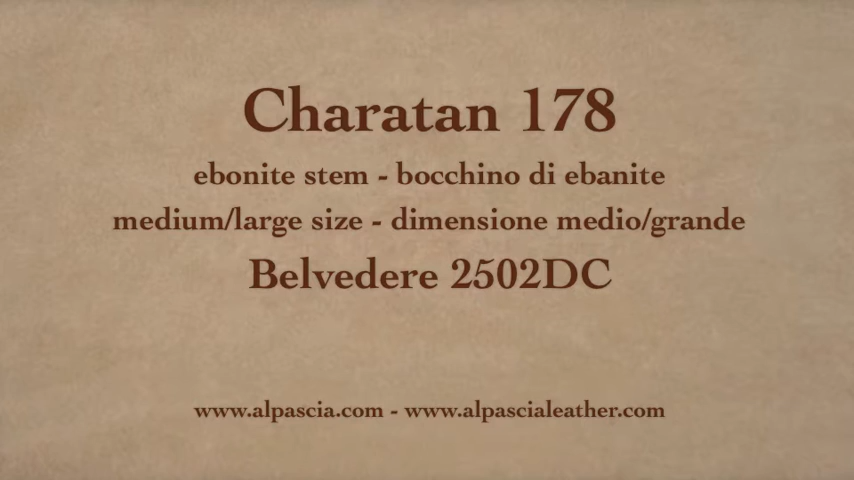 Charatan 178
ebonite stem - bocchino di ebanite
medium/large size - dimensione medio/grande
Belvedere 2502DC
www.alpascia.com - www.alpascialeather.com